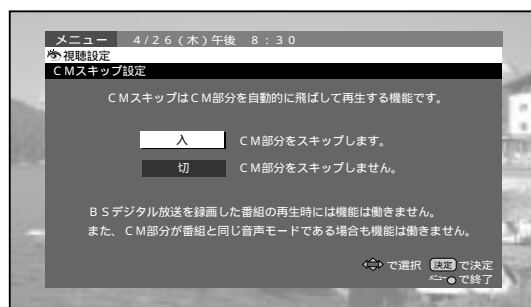 メニュー 4/26(木)午後 8:30
視聴設定
CMスキップ設定
CMスキップはCM部分を自動的に飛ばして再生する機能です。
入 CM部分をスキップします。
切 CM部分をスキップしません。
BSデジタル放送を録画した番組の再生時には機能は働きません。
また、CM部分が番組と同じ音声モードである場合も機能は働きません。
で選択 決定 で決定
メニュー で終了